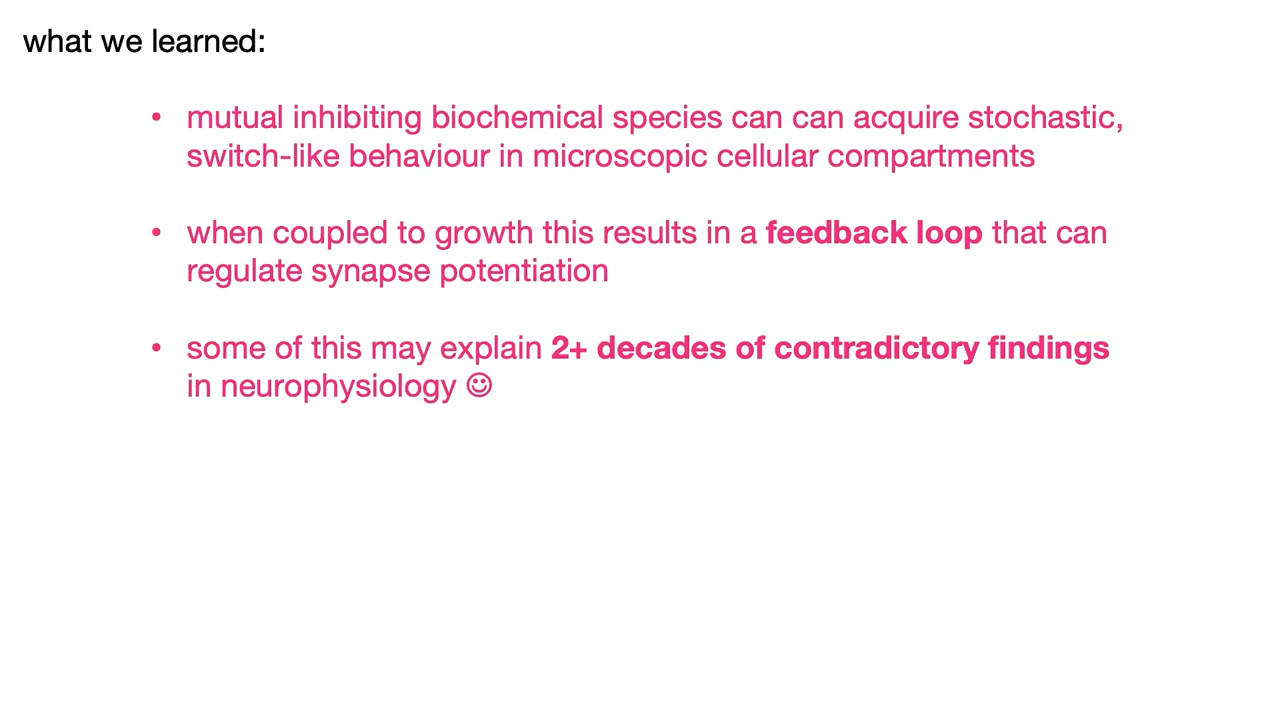 what we learned:
• mutual inhibiting biochemical species can can acquire stochastic,
switch-like behaviour in microscopic cellular compartments
• when coupled to growth this results in a feedback loop that can
regulate synapse potentiation
• some of this may explain 2+ decades of contradictory findings
in neurophysiology ☺